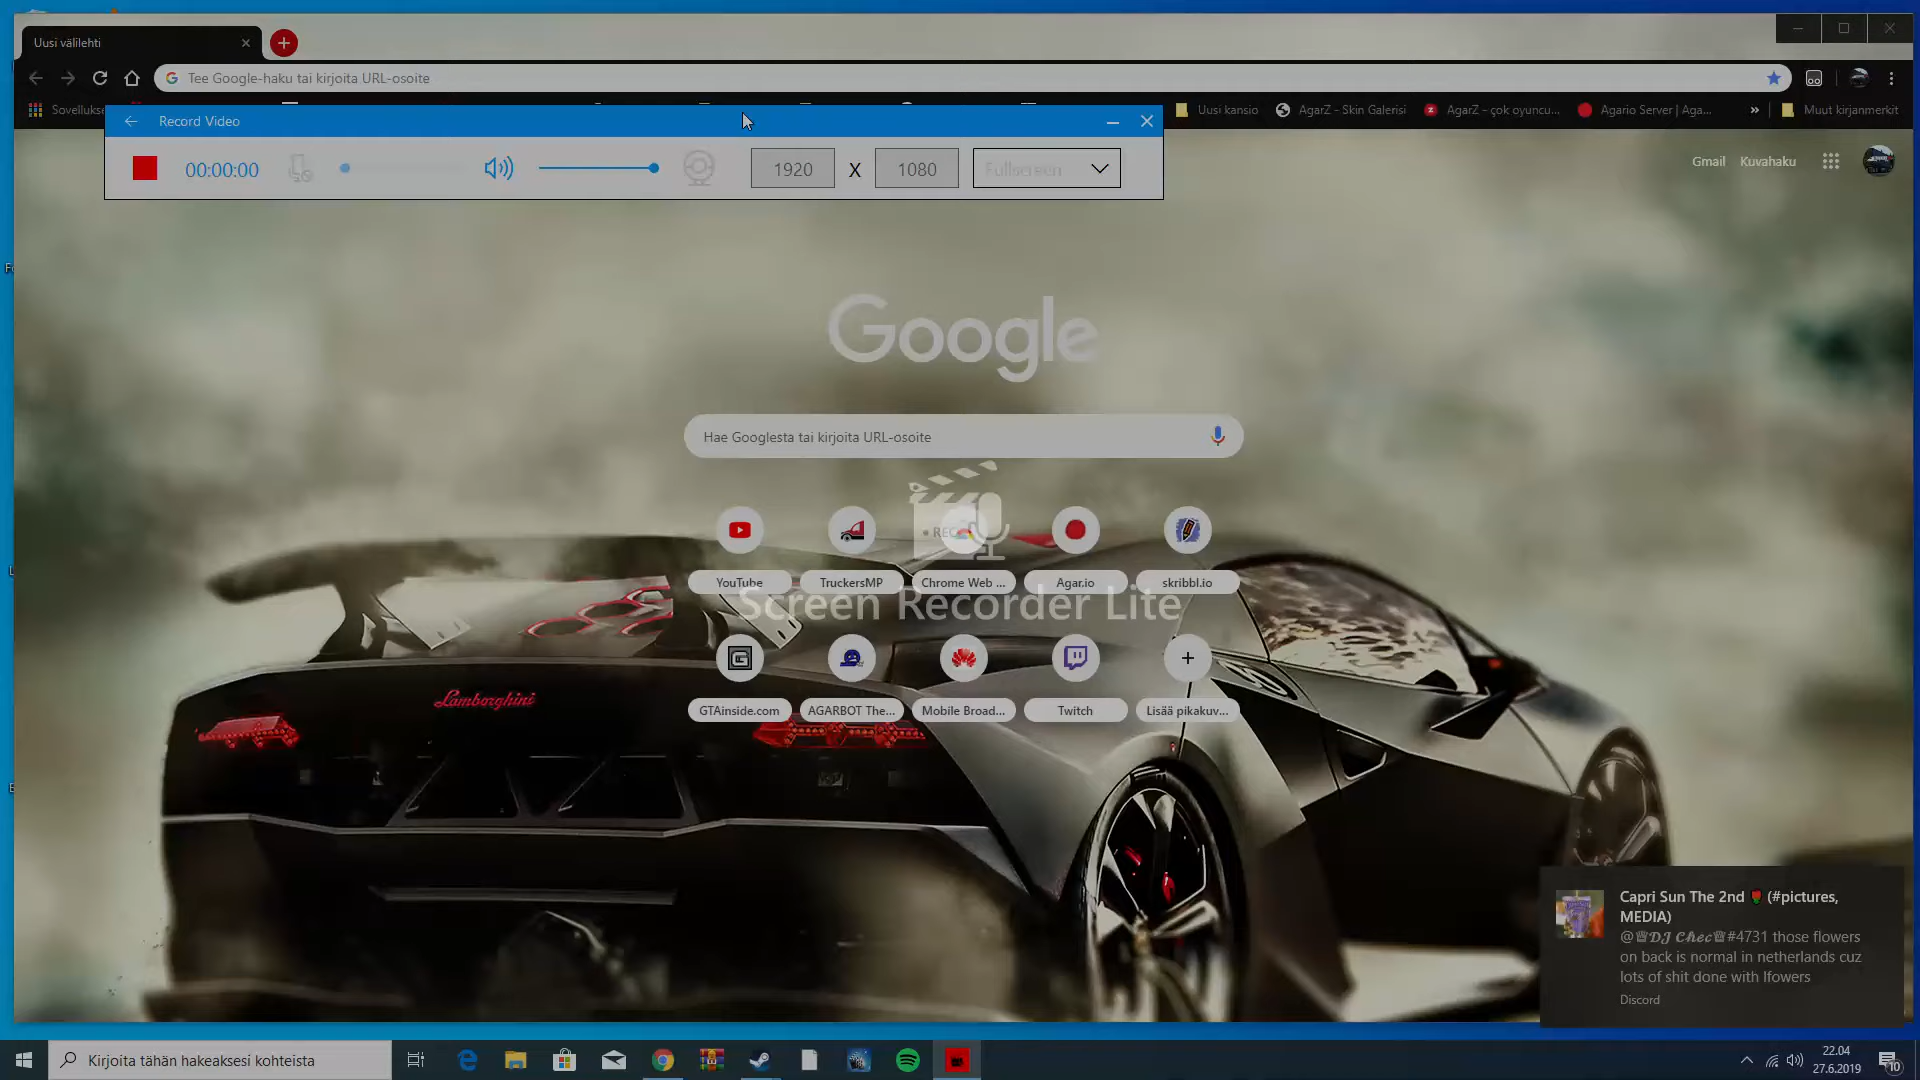 Uusi välilehti
Tee Google-haku tai kirjoita URL-osoite
Uusi kansio
AgarZ - Skin Galerisi
AgarZ – çok oyuncu...
Agario Server | Aga...
»
Muut kirjanmerkit
Record Video
00:00:00
1920
X
1080
Fullscreen
Gmail
Kuvahaku
Google
Hae Googlesta tai kirjoita URL-osoite
YouTube
TruckersMP
Chrome Web ...
Agar.io
skribbl.io
Screen Recorder Lite
GTAinside.com
AGARBOT The...
Mobile Broad...
Twitch
Lisää pikakuv...
Lamborghini
Capri Sun The 2nd 🌹 (#pictures,
MEDIA)
@♕𝓓𝓙 𝓒𝓱𝓮𝓬♕#4731 those flowers
on back is normal in netherlands cuz
lots of shit done with lfowers
Discord
Kirjoita tähän hakeaksesi kohteista
22.04
27.6.2019
10